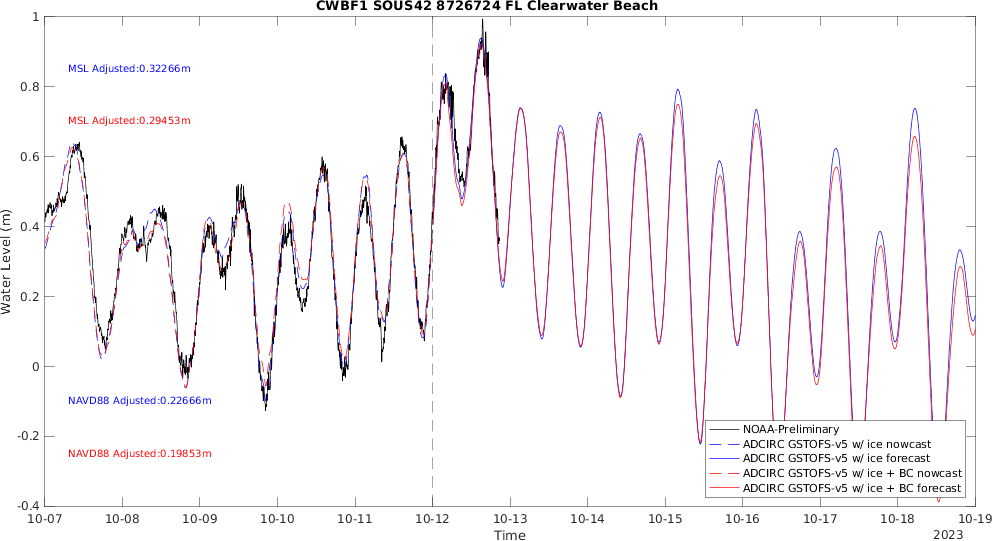 CWBF1 SOUS42 8726724 FL Clearwater Beach
1
0.8
0.6
0.4
0.2
0
-0.2
-0.4
Water Level (m)
MSL Adjusted:0.32266m
MSL Adjusted:0.29453m
NAVD88 Adjusted:0.22666m
NAVD88 Adjusted:0.19853m
NOAA-Preliminary
ADCIRC GSTOFS-v5 w/ ice nowcast
ADCIRC GSTOFS-v5 w/ ice forecast
ADCIRC GSTOFS-v5 w/ ice + BC nowcast
ADCIRC GSTOFS-v5 w/ ice + BC forecast
10-07 10-08 10-09 10-10 10-11 10-12 10-13 10-14 10-15 10-16 10-17 10-18 10-19
Time
2023